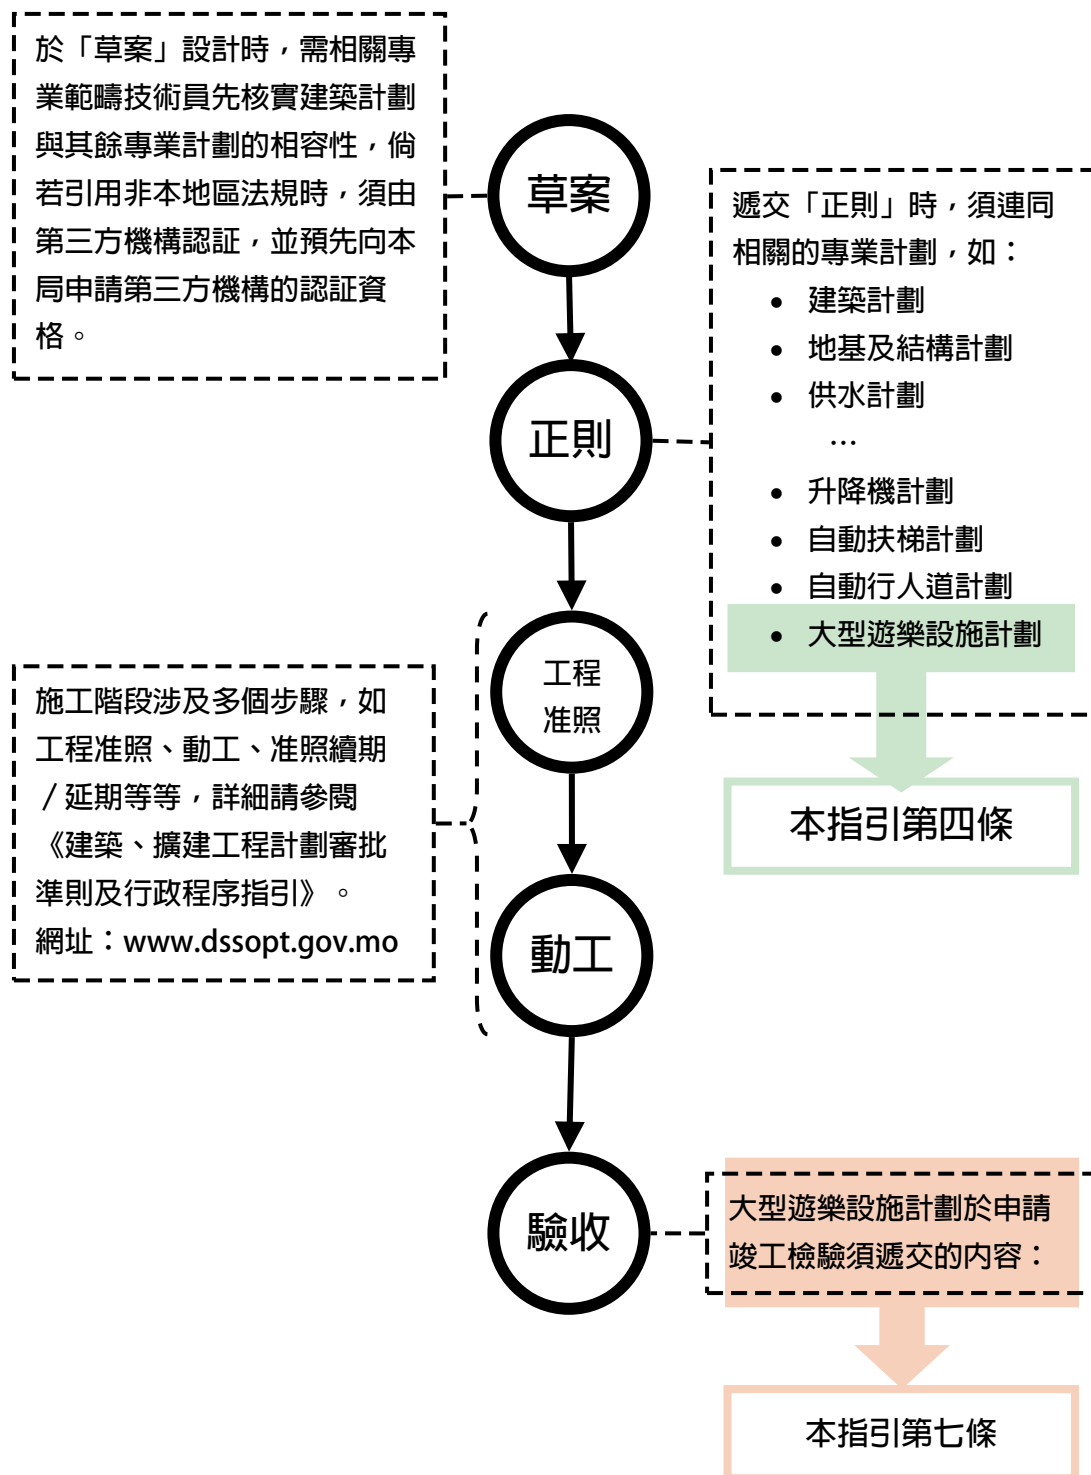 於「草案」設計時，需相關專
業範疇技術員先核實建築計劃
與其餘專業計劃的相容性，倘
若引用非本地區法規時，須由
第三方機構認証，並預先向本
局申請第三方機構的認証資
格。
草案
遞交「正則」時，須連同
相關的專業計劃，如：
• 建築計劃
• 地基及結構計劃
• 供水計劃
…
• 升降機計劃
• 自動扶梯計劃
• 自動行人道計劃
• 大型遊樂設施計劃
正則
本指引第四條
工程
准照
施工階段涉及多個步驟，如
工程准照、動工、准照續期
／延期等等，詳細請參閱
《建築、擴建工程計劃審批
準則及行政程序指引》。
網址：www.dssopt.gov.mo
動工
驗收
大型遊樂設施計劃於申請
竣工檢驗須遞交的内容：
本指引第七條